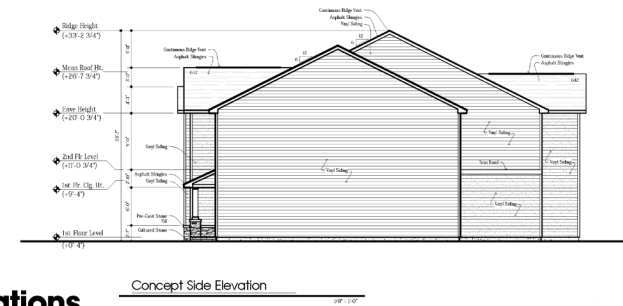 Continuous Ridge Vent
Asphalt Shingles
Vinyl Siding
Ridge Height
(+33'-2 3/4")
12
6
12
6
Continuous Ridge Vent
Asphalt Shingles
Continuous Ridge Vent
Asphalt Shingles
Mean Roof Ht.
(+26'-7 3/4")
6:12
6:12
Eave Height
(+20'-0 3/4")
Vinyl Siding
Vinyl Siding
2nd Flr Level
(+11'-0 3/4")
Trim Band
Vinyl Siding
Asphalt Shingles
Vinyl Siding
Vinyl Siding
1st Flr. Clg. Ht.
(+9'-4")
Vinyl Siding
Pre-Cast Stone
Sill
Cultured Stone
1st Floor Level
(+0'-4")
Concept Side Elevation
ations